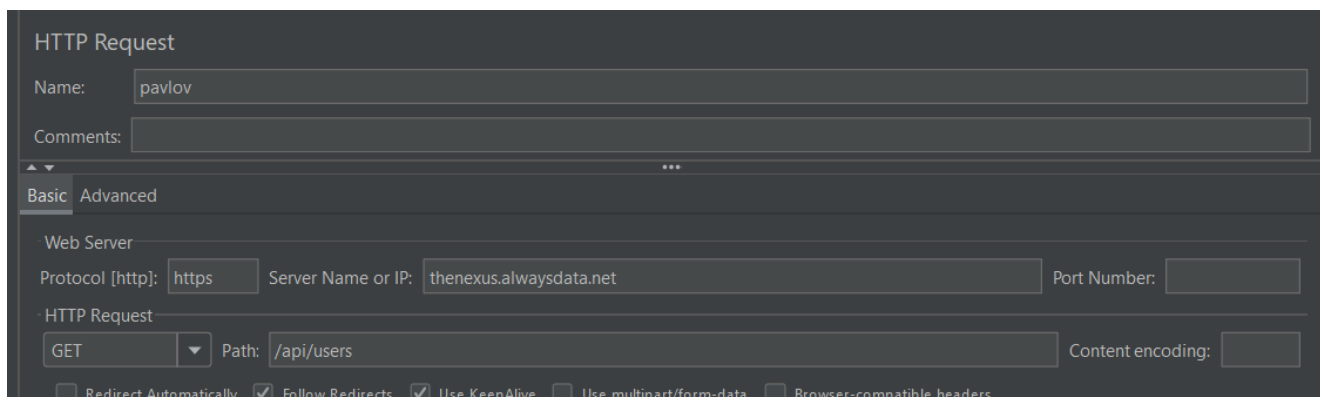 HTTP Request
Name: pavlov
Comments:
Basic Advanced
Web Server
Protocol [http]: https Server Name or IP: thenexus.alwaysdata.net Port Number:
HTTP Request
GET Path: /api/users Content encoding:
Redirect Automatically Follow Redirects Use KeepAlive Use multipart/form-data Browser-compatible headers